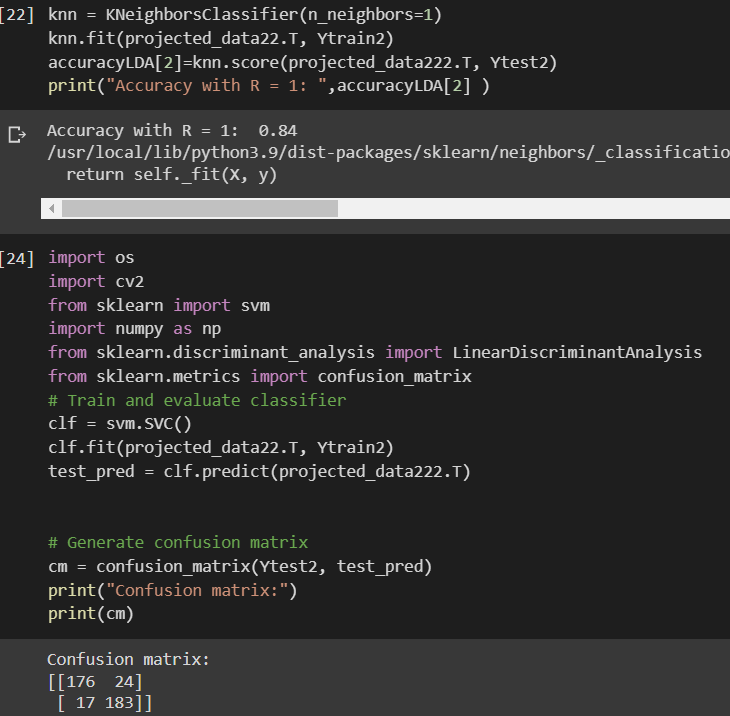 [22] knn = KNeighborsClassifier(n_neighbors=1)
knn.fit(projected_data22.T, Ytrain2)
accuracyLDA[2]=knn.score(projected_data222.T, Ytest2)
print("Accuracy with R = 1: ",accuracyLDA[2] )
Accuracy with R = 1:  0.84
/usr/local/lib/python3.9/dist-packages/sklearn/neighbors/_classificatio
  return self._fit(X, y)
[24] import os
import cv2
from sklearn import svm
import numpy as np
from sklearn.discriminant_analysis import LinearDiscriminantAnalysis
from sklearn.metrics import confusion_matrix
# Train and evaluate classifier
clf = svm.SVC()
clf.fit(projected_data22.T, Ytrain2)
test_pred = clf.predict(projected_data222.T)
# Generate confusion matrix
cm = confusion_matrix(Ytest2, test_pred)
print("Confusion matrix:")
print(cm)
Confusion matrix:
[[176  24]
 [ 17 183]]